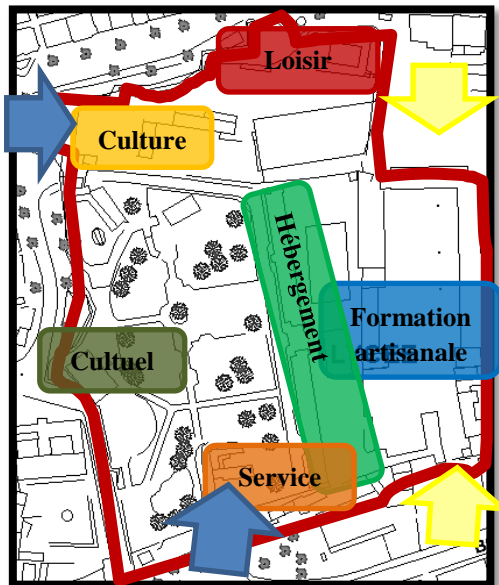 Loisir
Culture
Hébergement
Formation
artisanale
Cultuel
Service